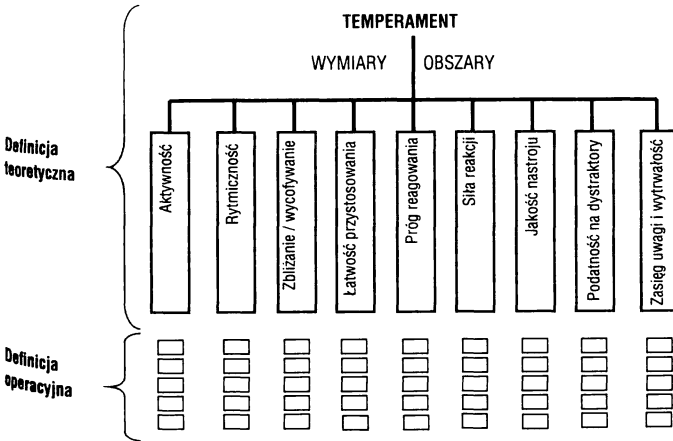 TEMPERAMENT
WYMIARY
OBSZARY
Definicja
teoretyczna
Aktywność
Rytmiczność
Zbliżanie / wycofywanie
Łatwość przystosowania
Próg reagowania
Siła reakcji
Jakość nastroju
Podatność na dystraktory
Zasięg uwagi i wytrwałość
Definicja
operacyjna